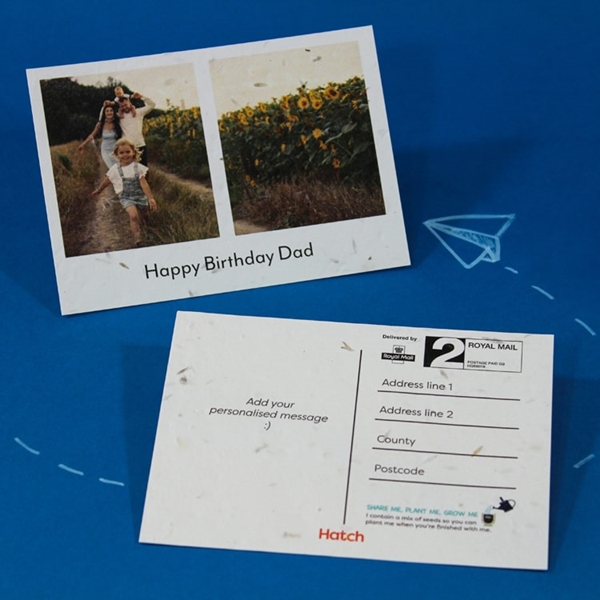 Happy Birthday Dad
Add your
personalised message
:)
Delivered by
Royal Mail
2
ROYAL MAIL
POSTAGE PAID GB
Address line 1
Address line 2
County
Postcode
SHARE ME, PLANT ME, GROW ME
I contain a mix of seeds so you can
plant me when you're finished with me.
Hatch